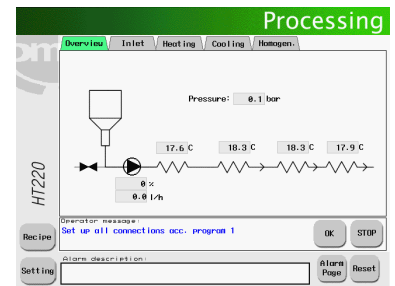 Processing
Overview Inlet Heating Cooling Homogen.
om
Pressure: 0.1 bar
17.6 C 18.3 C 18.3 C 17.9 C
0 %
0.0 l/h
HT220
Operator message:
Set up all connections acc. program 1
Recipe OK STOP
Alarm description:
Setting Alarm Page Reset